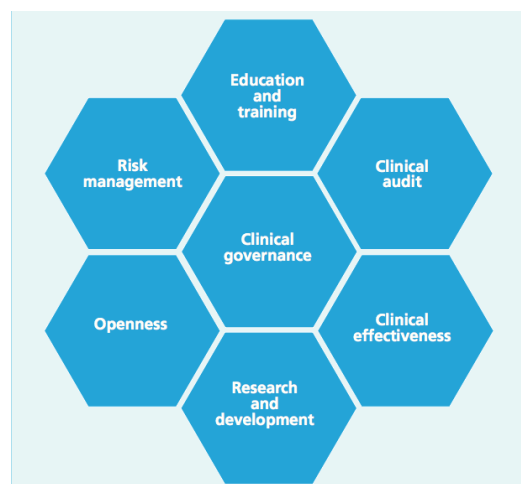 Education
and
training
Risk
management
Clinical
audit
Clinical
governance
Openness
Clinical
effectiveness
Research
and
development